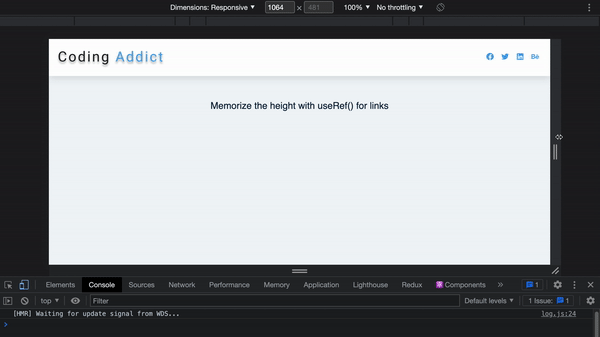 Dimensions: Responsive ▼ 1064 × 481 100% ▼ No throttling ▼
Coding Addict
Memorize the height with useRef() for links
Elements Console Sources Network Performance Memory Application Lighthouse Redux Components » 1
top ▼ Filter Default levels ▼ 1 Issue: 1
[HMR] Waiting for update signal from WDS... log.js:24